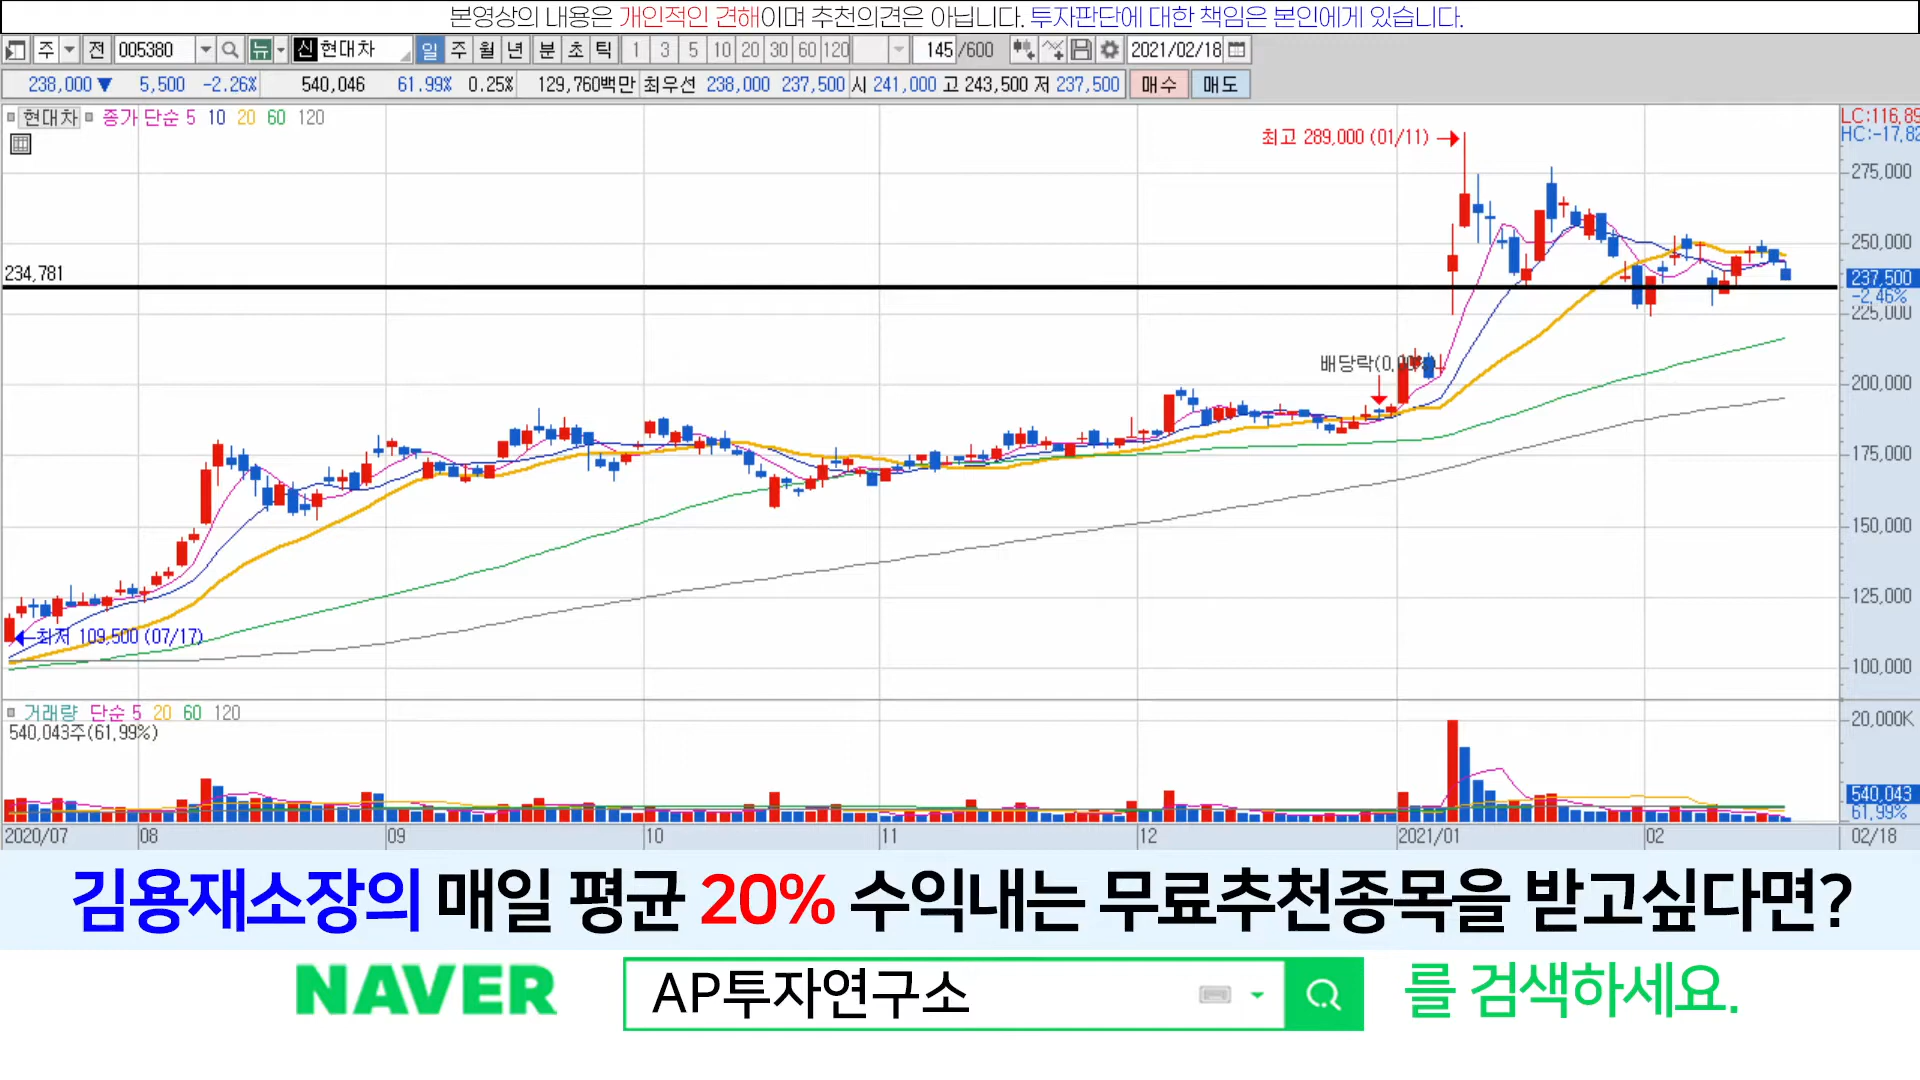 본영상의 내용은 개인적인 견해이며 추천의견은 아닙니다. 투자판단에 대한 책임은 본인에게 있습니다.
주 전 005380 뉴 신 현대차 일 주 월 년 분 초 틱 1 3 5 10 20 30 60 120 145 /600 2021/02/18
238,000 ▼ 5,500 -2.26% 540,046 61.99% 0.25% 129,760백만 최우선 238,000 237,500 시 241,000 고 243,500 저 237,500 매수 매도
현대차 종가 단순 5 10 20 60 120
LC:116,89
HC:-17,82
최고 289,000 (01/11)
275,000
250,000
234,781
237,500
-2,46%
225,000
배당락(0,00%)
200,000
175,000
150,000
125,000
최저 109,500 (07/17)
100,000
거래량 단순 5 20 60 120
20,000K
540,043주(61,99%)
540,043
61,99%
2020/07 08 09 10 11 12 2021/01 02 02/18
김용재소장의 매일 평균 20% 수익내는 무료추천종목을 받고싶다면?
NAVER AP투자연구소 를 검색하세요.